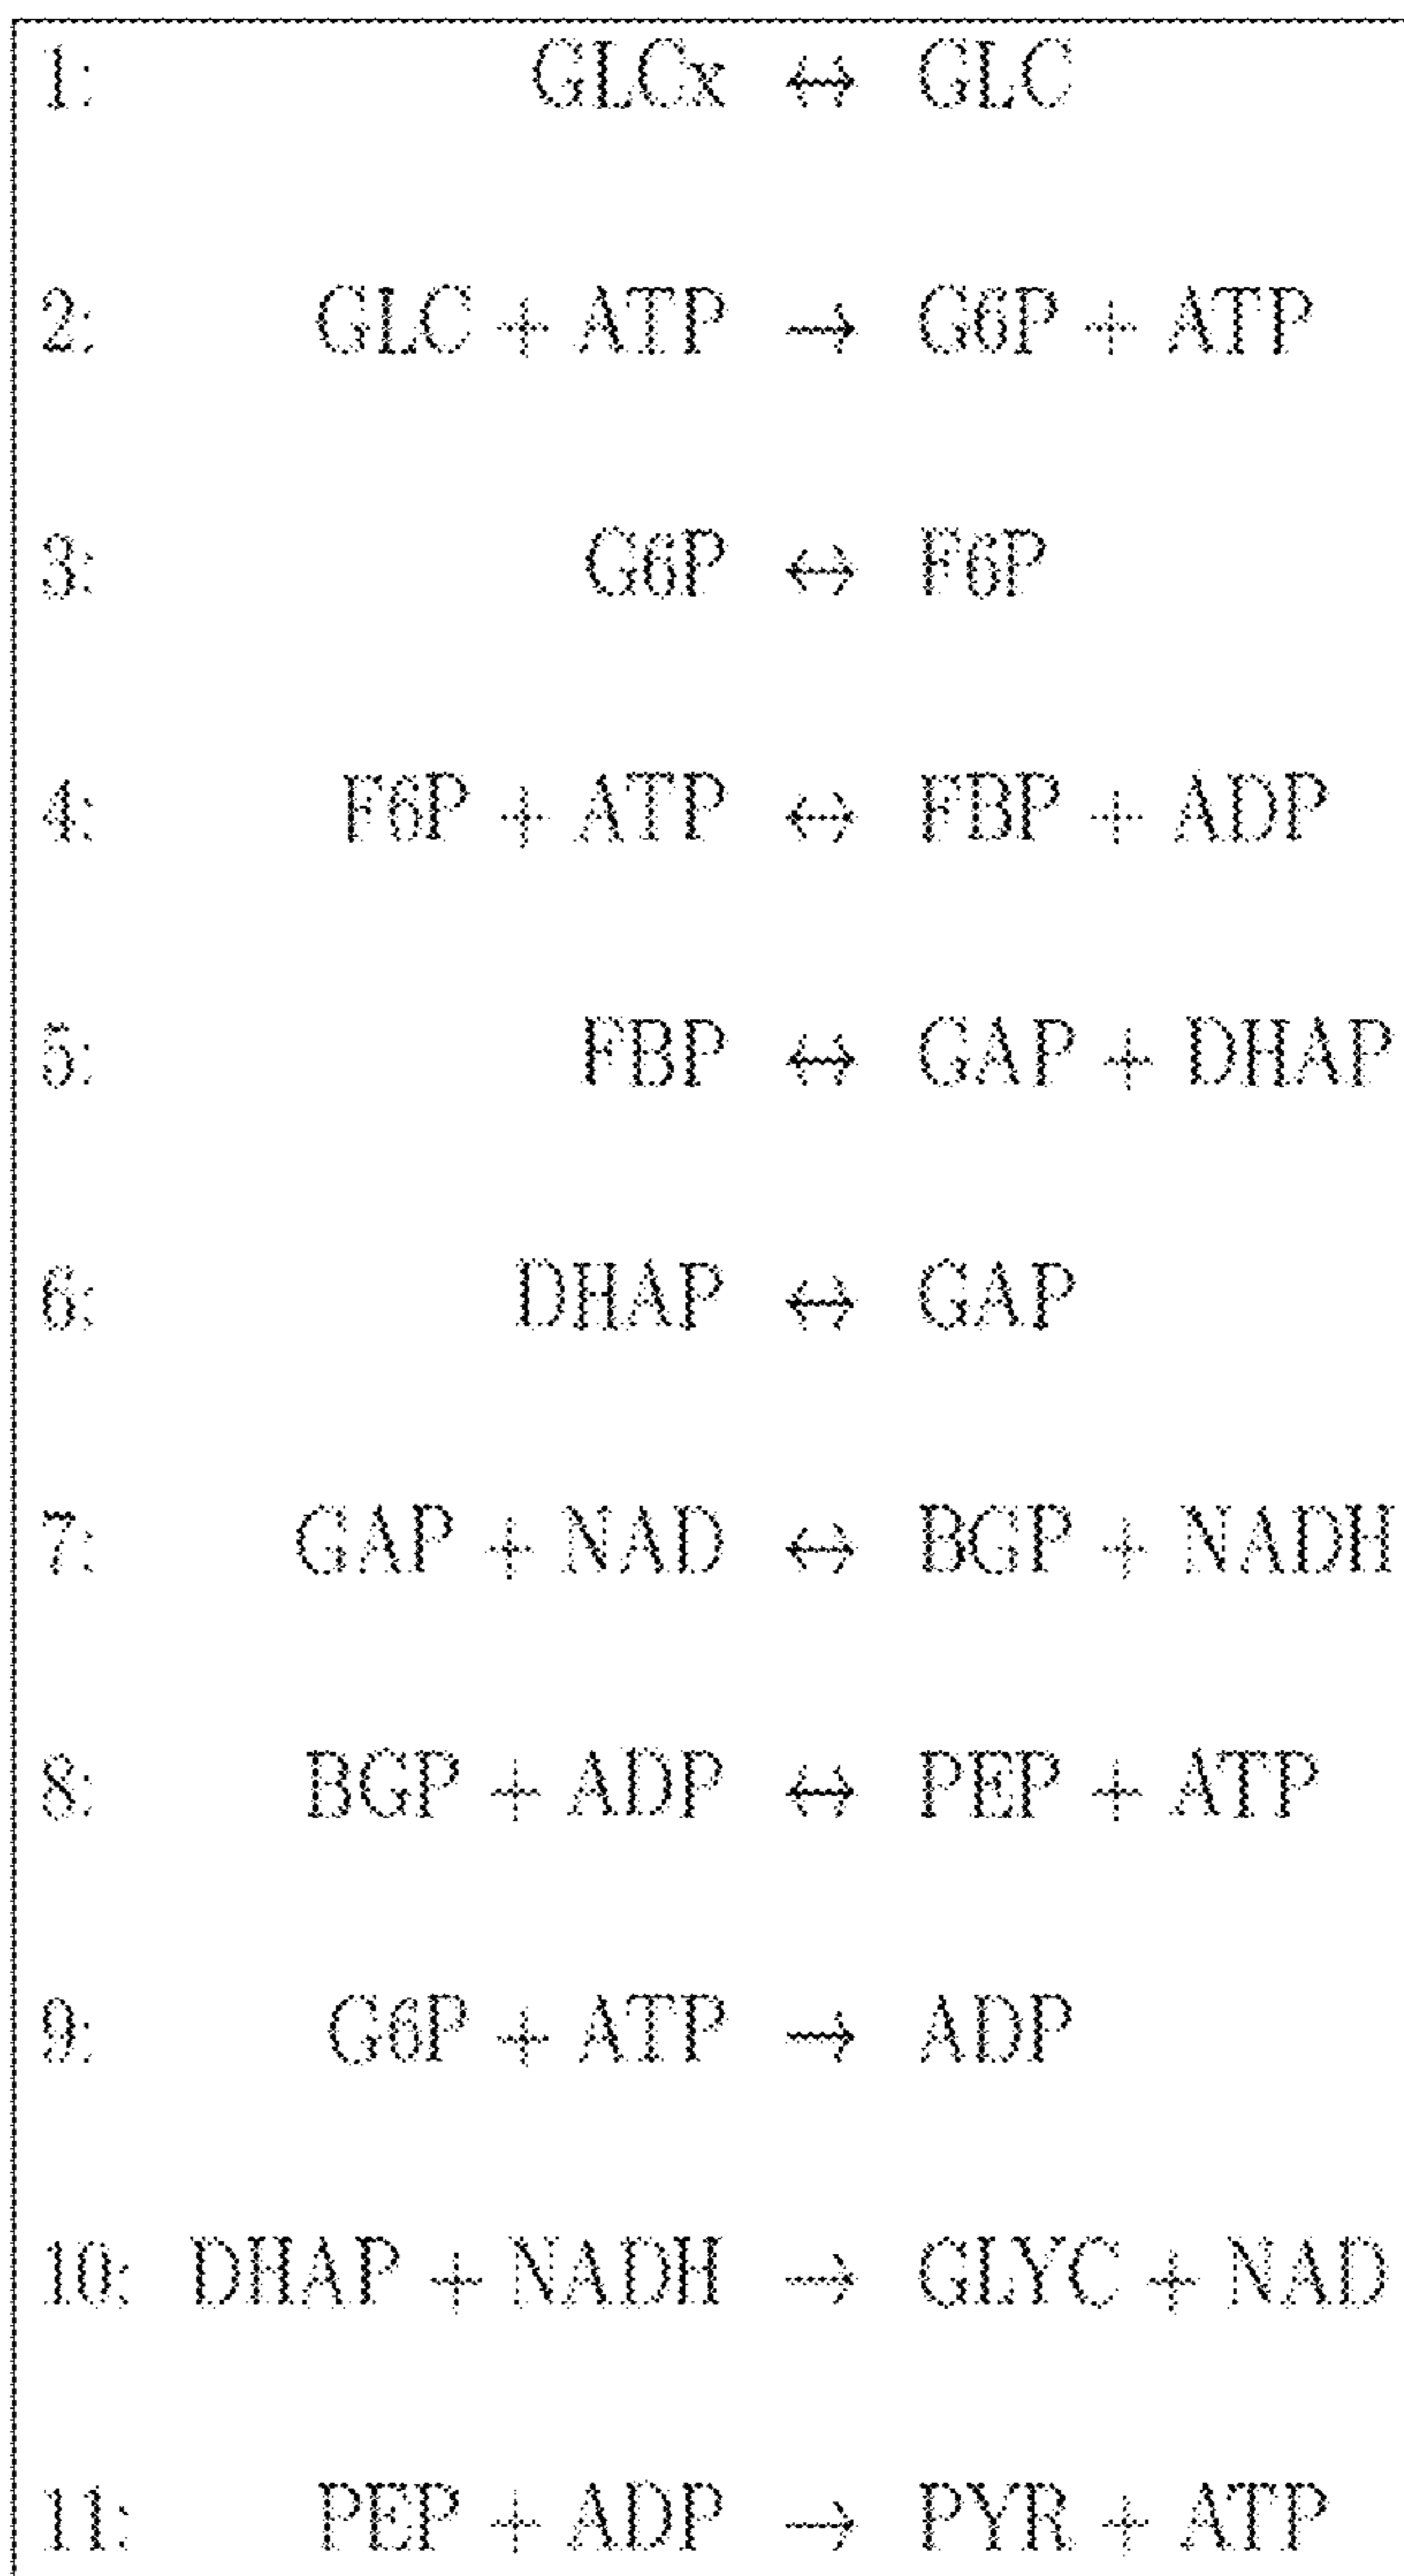 1: GLCx ↔ GLC
2: GLC + ATP → G6P + ATP
3: G6P ↔ F6P
4: F6P + ATP ↔ FBP + ADP
5: FBP ↔ GAP + DHAP
6: DHAP ↔ GAP
7: GAP + NAD ↔ BGP + NADH
8: BGP + ADP ↔ PEP + ATP
9: G6P + ATP → ADP
10: DHAP + NADH → GLYC + NAD
11: PEP + ADP → PYR + ATP